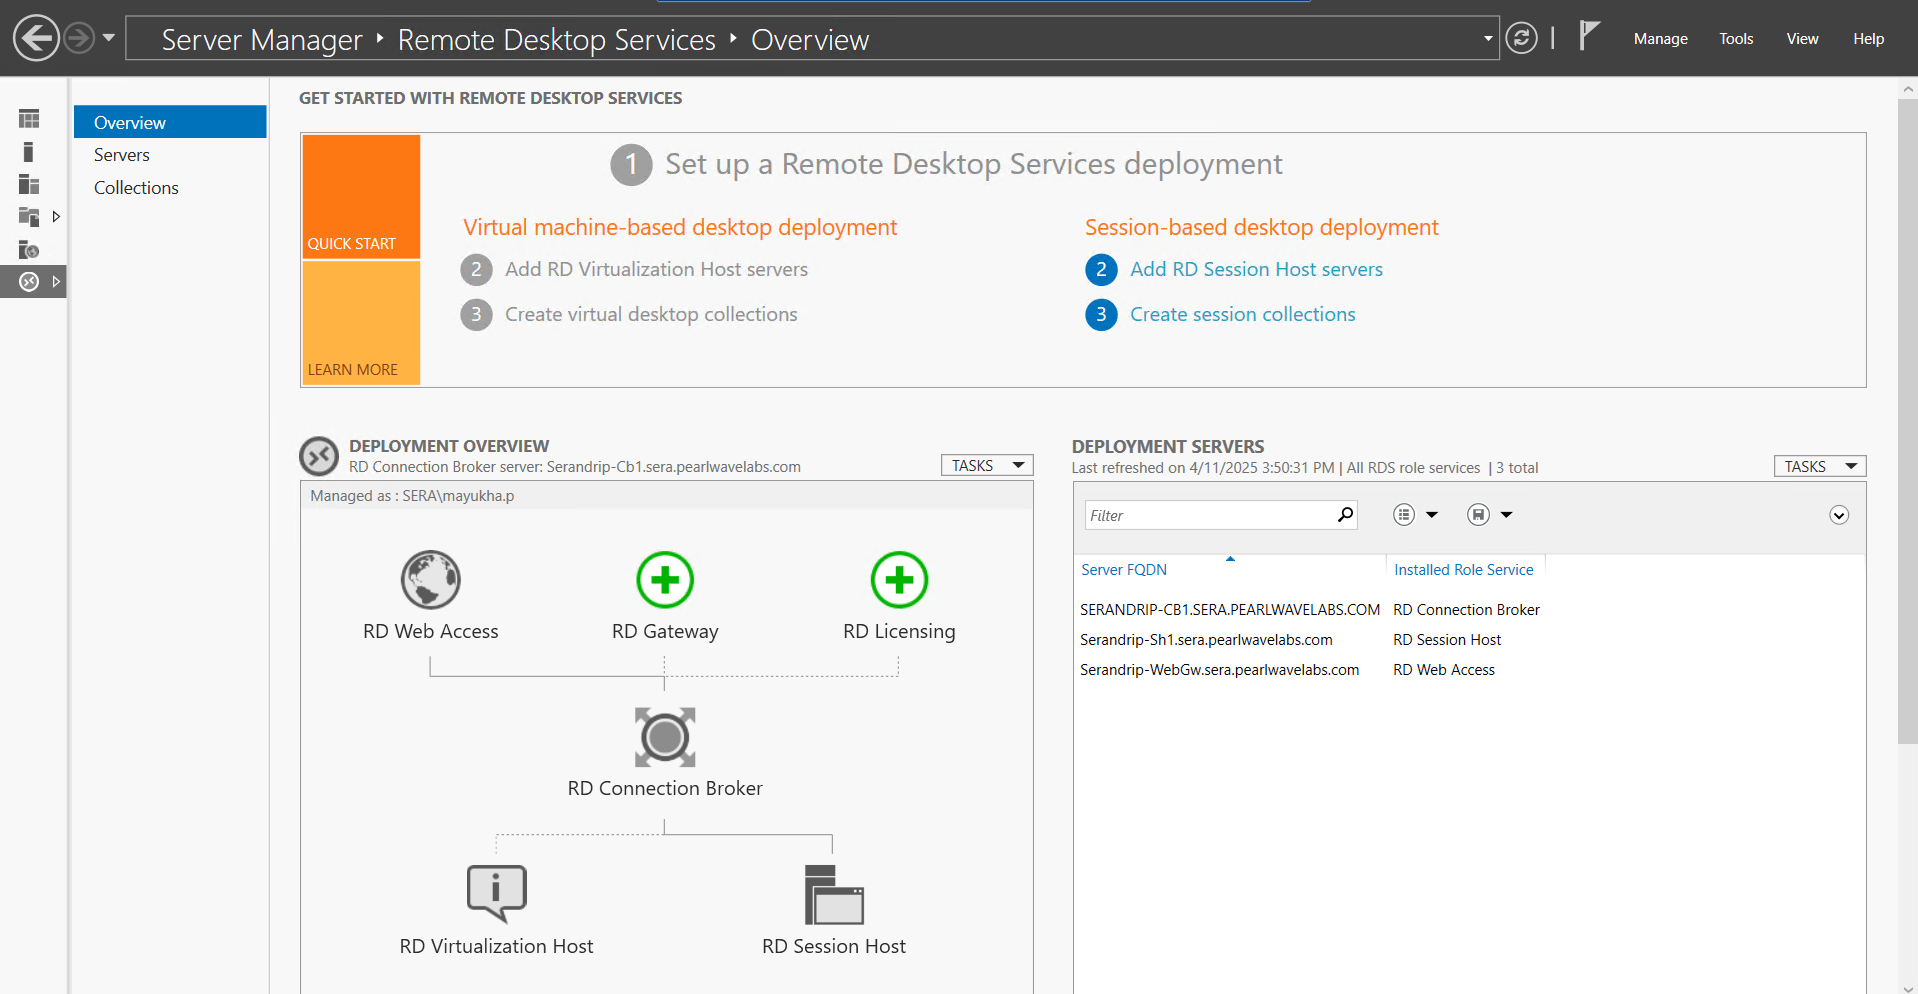 Server Manager ‣ Remote Desktop Services ‣ Overview
Manage Tools View Help
Overview
Servers
Collections
GET STARTED WITH REMOTE DESKTOP SERVICES
QUICK START
LEARN MORE
1 Set up a Remote Desktop Services deployment
Virtual machine-based desktop deployment
2 Add RD Virtualization Host servers
3 Create virtual desktop collections
Session-based desktop deployment
2 Add RD Session Host servers
3 Create session collections
DEPLOYMENT OVERVIEW
RD Connection Broker server: Serandrip-Cb1.sera.pearlwavelabs.com
TASKS
Managed as : SERA\mayukha.p
RD Web Access
RD Gateway
RD Licensing
RD Connection Broker
RD Virtualization Host
RD Session Host
DEPLOYMENT SERVERS
Last refreshed on 4/11/2025 3:50:31 PM | All RDS role services | 3 total
TASKS
Filter
Server FQDN Installed Role Service
SERANDRIP-CB1.SERA.PEARLWAVELABS.COM RD Connection Broker
Serandrip-Sh1.sera.pearlwavelabs.com RD Session Host
Serandrip-WebGw.sera.pearlwavelabs.com RD Web Access